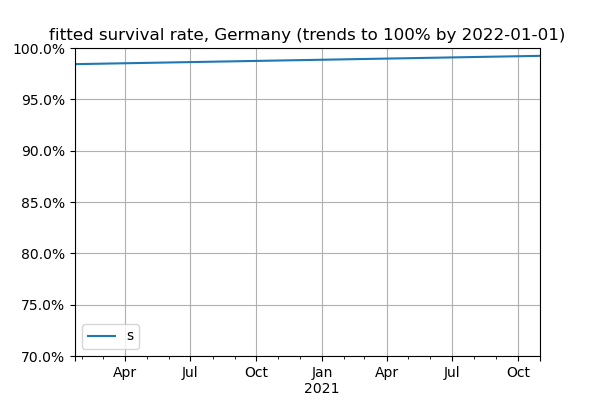 fitted survival rate, Germany (trends to 100% by 2022-01-01)
100.0%
95.0%
90.0%
85.0%
80.0%
75.0%
70.0%
s
Apr Jul Oct Jan Apr Jul Oct
2021